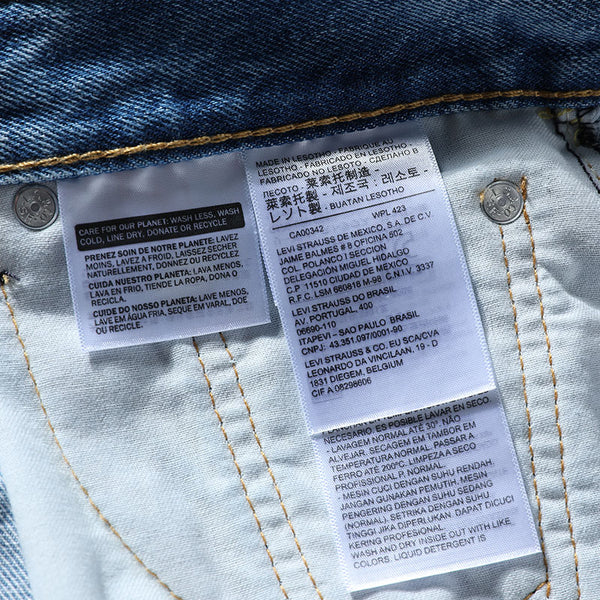 CARE FOR OUR PLANET: WASH LESS, WASH
COLD, LINE DRY, DONATE OR RECYCLE
PRENEZ SOIN DE NOTRE PLANETE: LAVEZ
MOINS, LAVEZ A FROID, LAISSEZ SECHER
NATURELLEMENT, DONNEZ OU RECYCLEZ.
CUIDA NUESTRO PLANETA: LAVA MENOS,
LAVA EN FRIO, TIENDE LA ROPA, DONA O
RECICLA.
CUIDE DO NOSSO PLANETA: LAVE MENOS,
LAVE EM ÁGUA FRIA, SEQUE EM VARAL, DOE
OU RECICLE.
MADE IN LESOTHO - FABRIQUE AU
LESOTHO - FABRICADO EN LESOTHO -
FABRICADO NO LESOTO - СДЕЛАНО В
ЛЕСОТО - 萊索托製造 -
莱索托制造 - 제조국 : 레소토 -
レソト製 - BUATAN LESOTHO
CA00342 WPL 423
LEVI STRAUSS DE MEXICO, S.A. DE C.V.
JAIME BALMES # 8 OFICINA 602
COL. POLANCO I SECCION
DELEGACIÓN MIGUEL HIDALGO
C.P 11510 CIUDAD DE MEXICO
R.F.C. LSM 860418 M-99 C.N.I.V. 3337
LEVI STRAUSS DO BRASIL
AV. PORTUGAL, 400
06690-110
ITAPEVI - SAO PAULO BRASIL
CNPJ: 43.351.097/0001-90
LEVI STRAUSS & CO. EU SCA/CVA
LEONARDO DA VINCILAAN, 19 - D
1831 DIEGEM, BELGIUM
CIF A 08298606
NECESARIO. ES POSIBLE LAVAR EN SECO
- LAVAGEM NORMAL ATÉ 30°. NÃO
ALVEJAR. SECAGEM EM TAMBOR EM
TEMPERATURA NORMAL. PASSAR A
FERRO ATÉ 200°C. LIMPEZA A SECO
PROFISSIONAL P, NORMAL.
- MESIN CUCI DENGAN SUHU RENDAH.
JANGAN GUNAKAN PEMUTIH. MESIN
PENGERING DENGAN SUHU SEDANG
(NORMAL). SETRIKA DENGAN SUHU
TINGGI JIKA DIPERLUKAN. DAPAT DICUCI
KERING PROFESIONAL.
WASH AND DRY INSIDE OUT WITH LIKE
COLORS. LIQUID DETERGENT IS